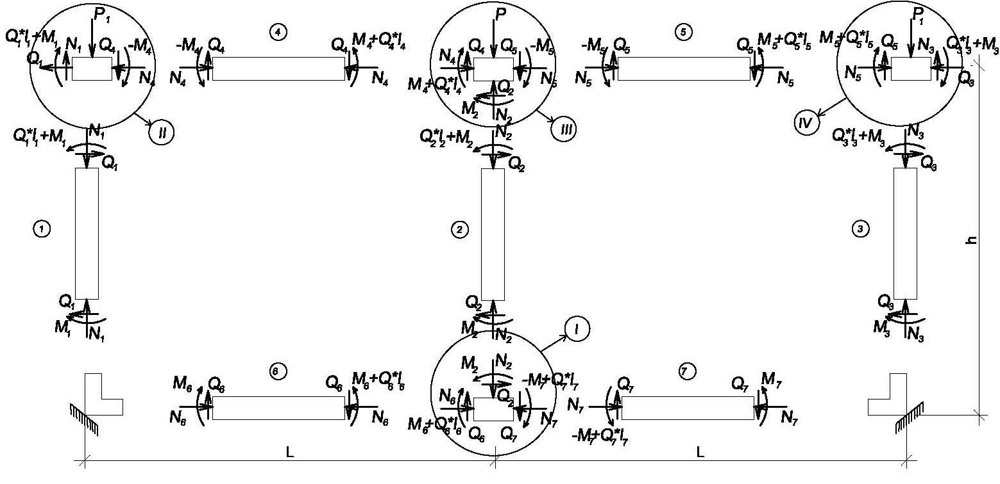 P₁
Q₁*l₁+M₁
N₁
Q₄
-M₄
Q₁
N₄
II
-M₄
Q₄
4
Q₄
M₄+Q₄*l₄
N₄
N₄
P
N₄
Q₄
Q₅
-M₅
M₄+Q₄*l₄
Q₂
N₅
M₂
N₂
III
-M₅
Q₅
5
Q₅
M₅+Q₅*l₅
N₅
N₅
P₁
M₅+Q₅*l₅
Q₅
N₃
Q₃*l₃+M₃
N₅
Q₃
IV
N₁
Q₁*l₁+M₁
Q₁
1
Q₁
M₁
N₁
N₂
Q₂*l₂+M₂
Q₂
2
Q₂
M₂
N₂
N₃
Q₃*l₃+M₃
Q₃
3
Q₃
M₃
N₃
h
I
M₆
Q₆
6
Q₆
M₆+Q₆*l₆
N₆
N₆
M₂
N₂
N₆
-M₇+Q₇*l₇
Q₂
M₆+Q₆*l₆
N₇
Q₆
Q₇
7
Q₇
Q₇
M₇
N₇
N₇
-M₇+Q₇*l₇
L
L